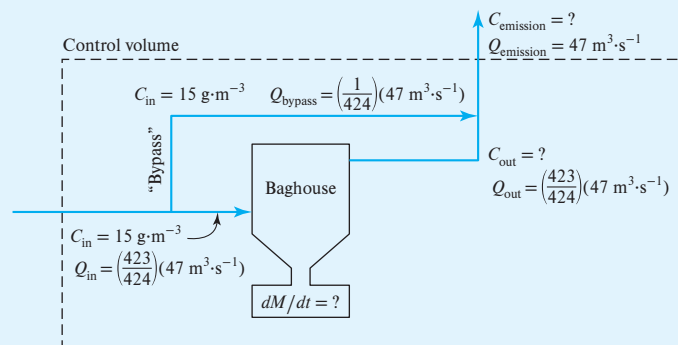 C_emission = ?
Control volume
Q_emission = 47 m³·s⁻¹
C_in = 15 g·m⁻³
Q_bypass = (1/424)(47 m³·s⁻¹)
“Bypass”
C_out = ?
Baghouse
Q_out = (423/424)(47 m³·s⁻¹)
C_in = 15 g·m⁻³
Q_in = (423/424)(47 m³·s⁻¹)
dM/dt = ?